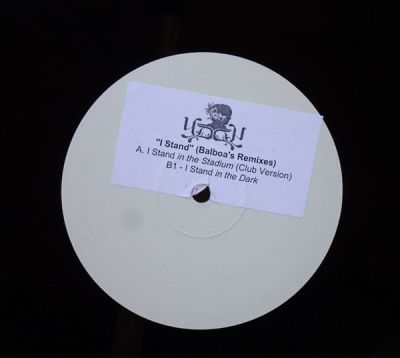 "I Stand" (Balboa's Remixes)
A. I Stand in the Stadium (Club Version)
B1 - I Stand in the Dark